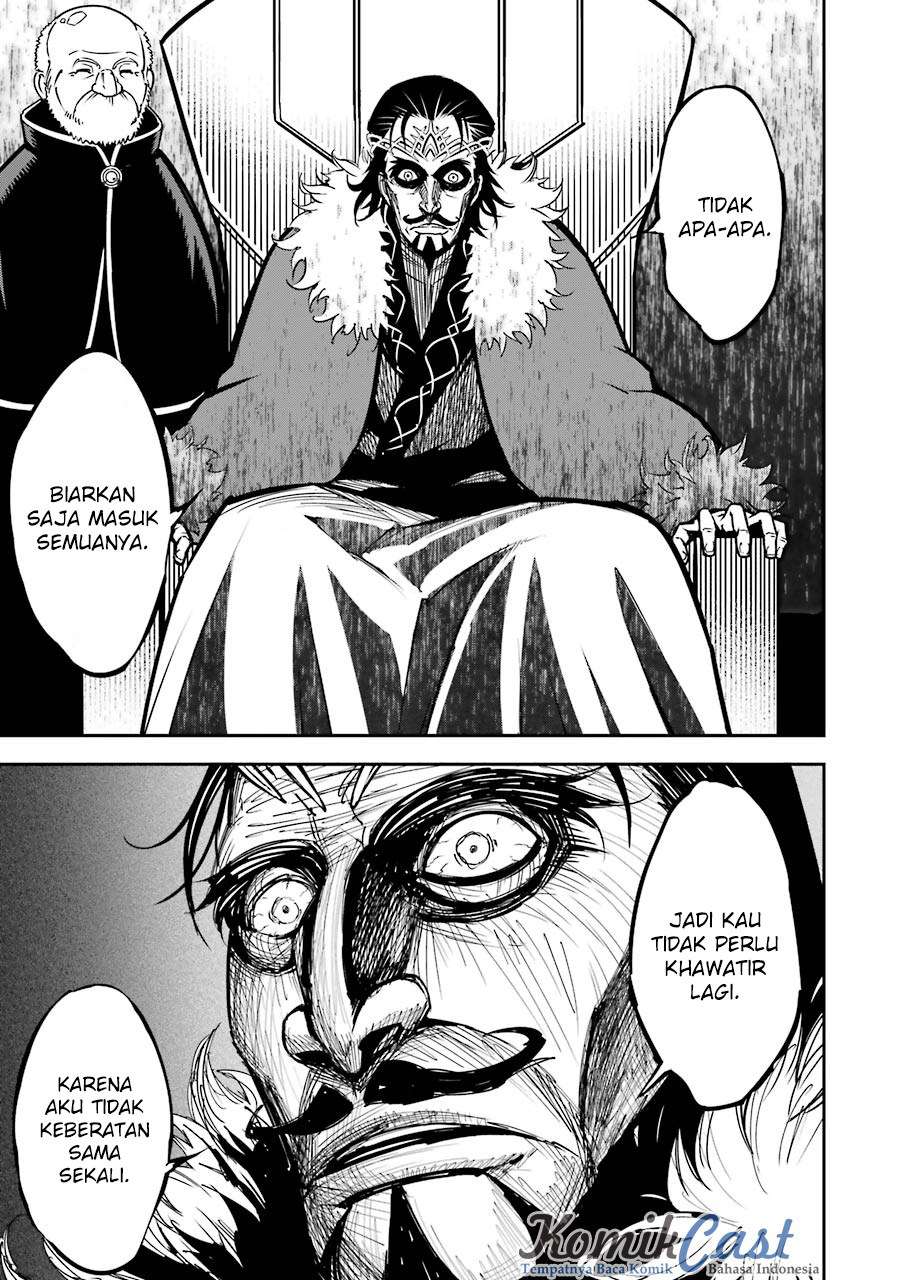 TIDAK
APA-APA.
BIARKAN
SAJA MASUK
SEMUANYA.
JADI KAU
TIDAK PERLU
KHAWATIR
LAGI.
KARENA
AKU TIDAK
KEBERATAN
SAMA
SEKALI.
KomikCast
Tempatnya Baca Komik Bahasa Indonesia